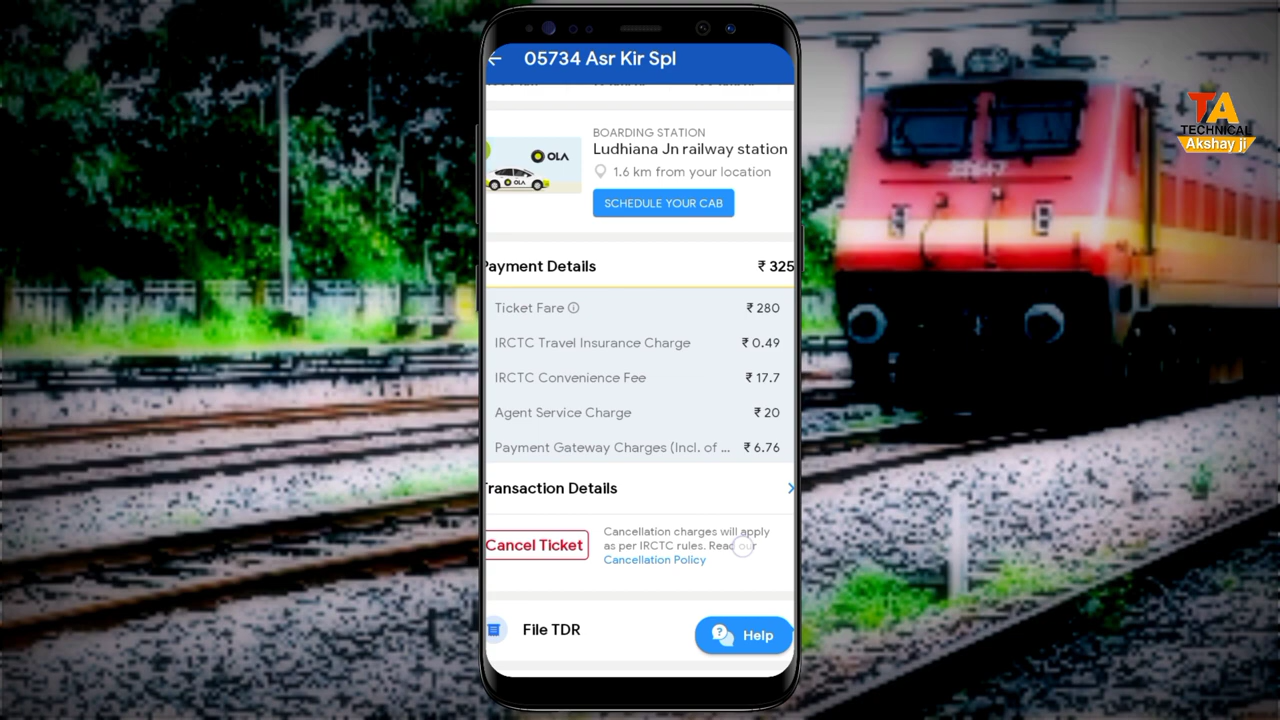 05734 Asr Kir Spl
BOARDING STATION
Ludhiana Jn railway station
1.6 km from your location
SCHEDULE YOUR CAB
OLA
OLA
Payment Details
₹ 325
Ticket Fare
₹ 280
IRCTC Travel Insurance Charge
₹ 0.49
IRCTC Convenience Fee
₹ 17.7
Agent Service Charge
₹ 20
Payment Gateway Charges (Incl. of ...
₹ 6.76
Transaction Details
Cancel Ticket
Cancellation charges will apply
as per IRCTC rules. Read our
Cancellation Policy
File TDR
Help
TA
TECHNICAL
Akshay ji